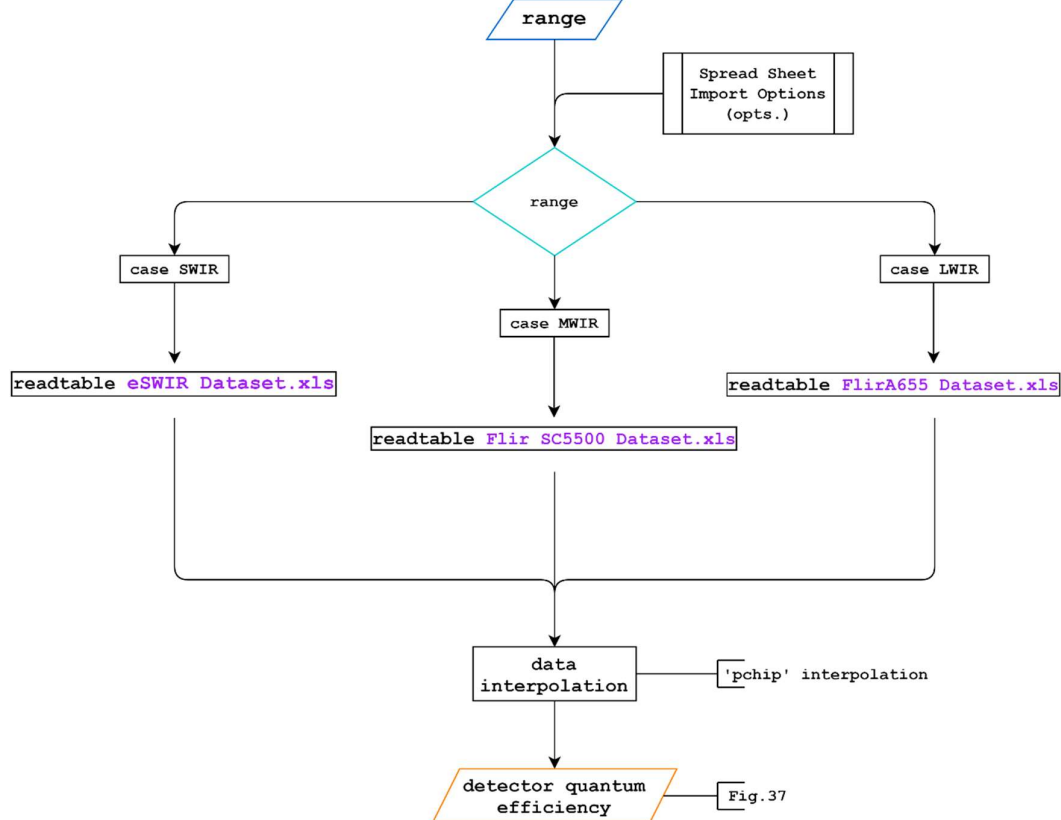 range
Spread Sheet
Import Options
(opts.)
range
case SWIR
case LWIR
case MWIR
readtable eSWIR Dataset.xls
readtable FlirA655 Dataset.xls
readtable Flir SC5500 Dataset.xls
data
interpolation
'pchip' interpolation
detector quantum
efficiency
Fig.37